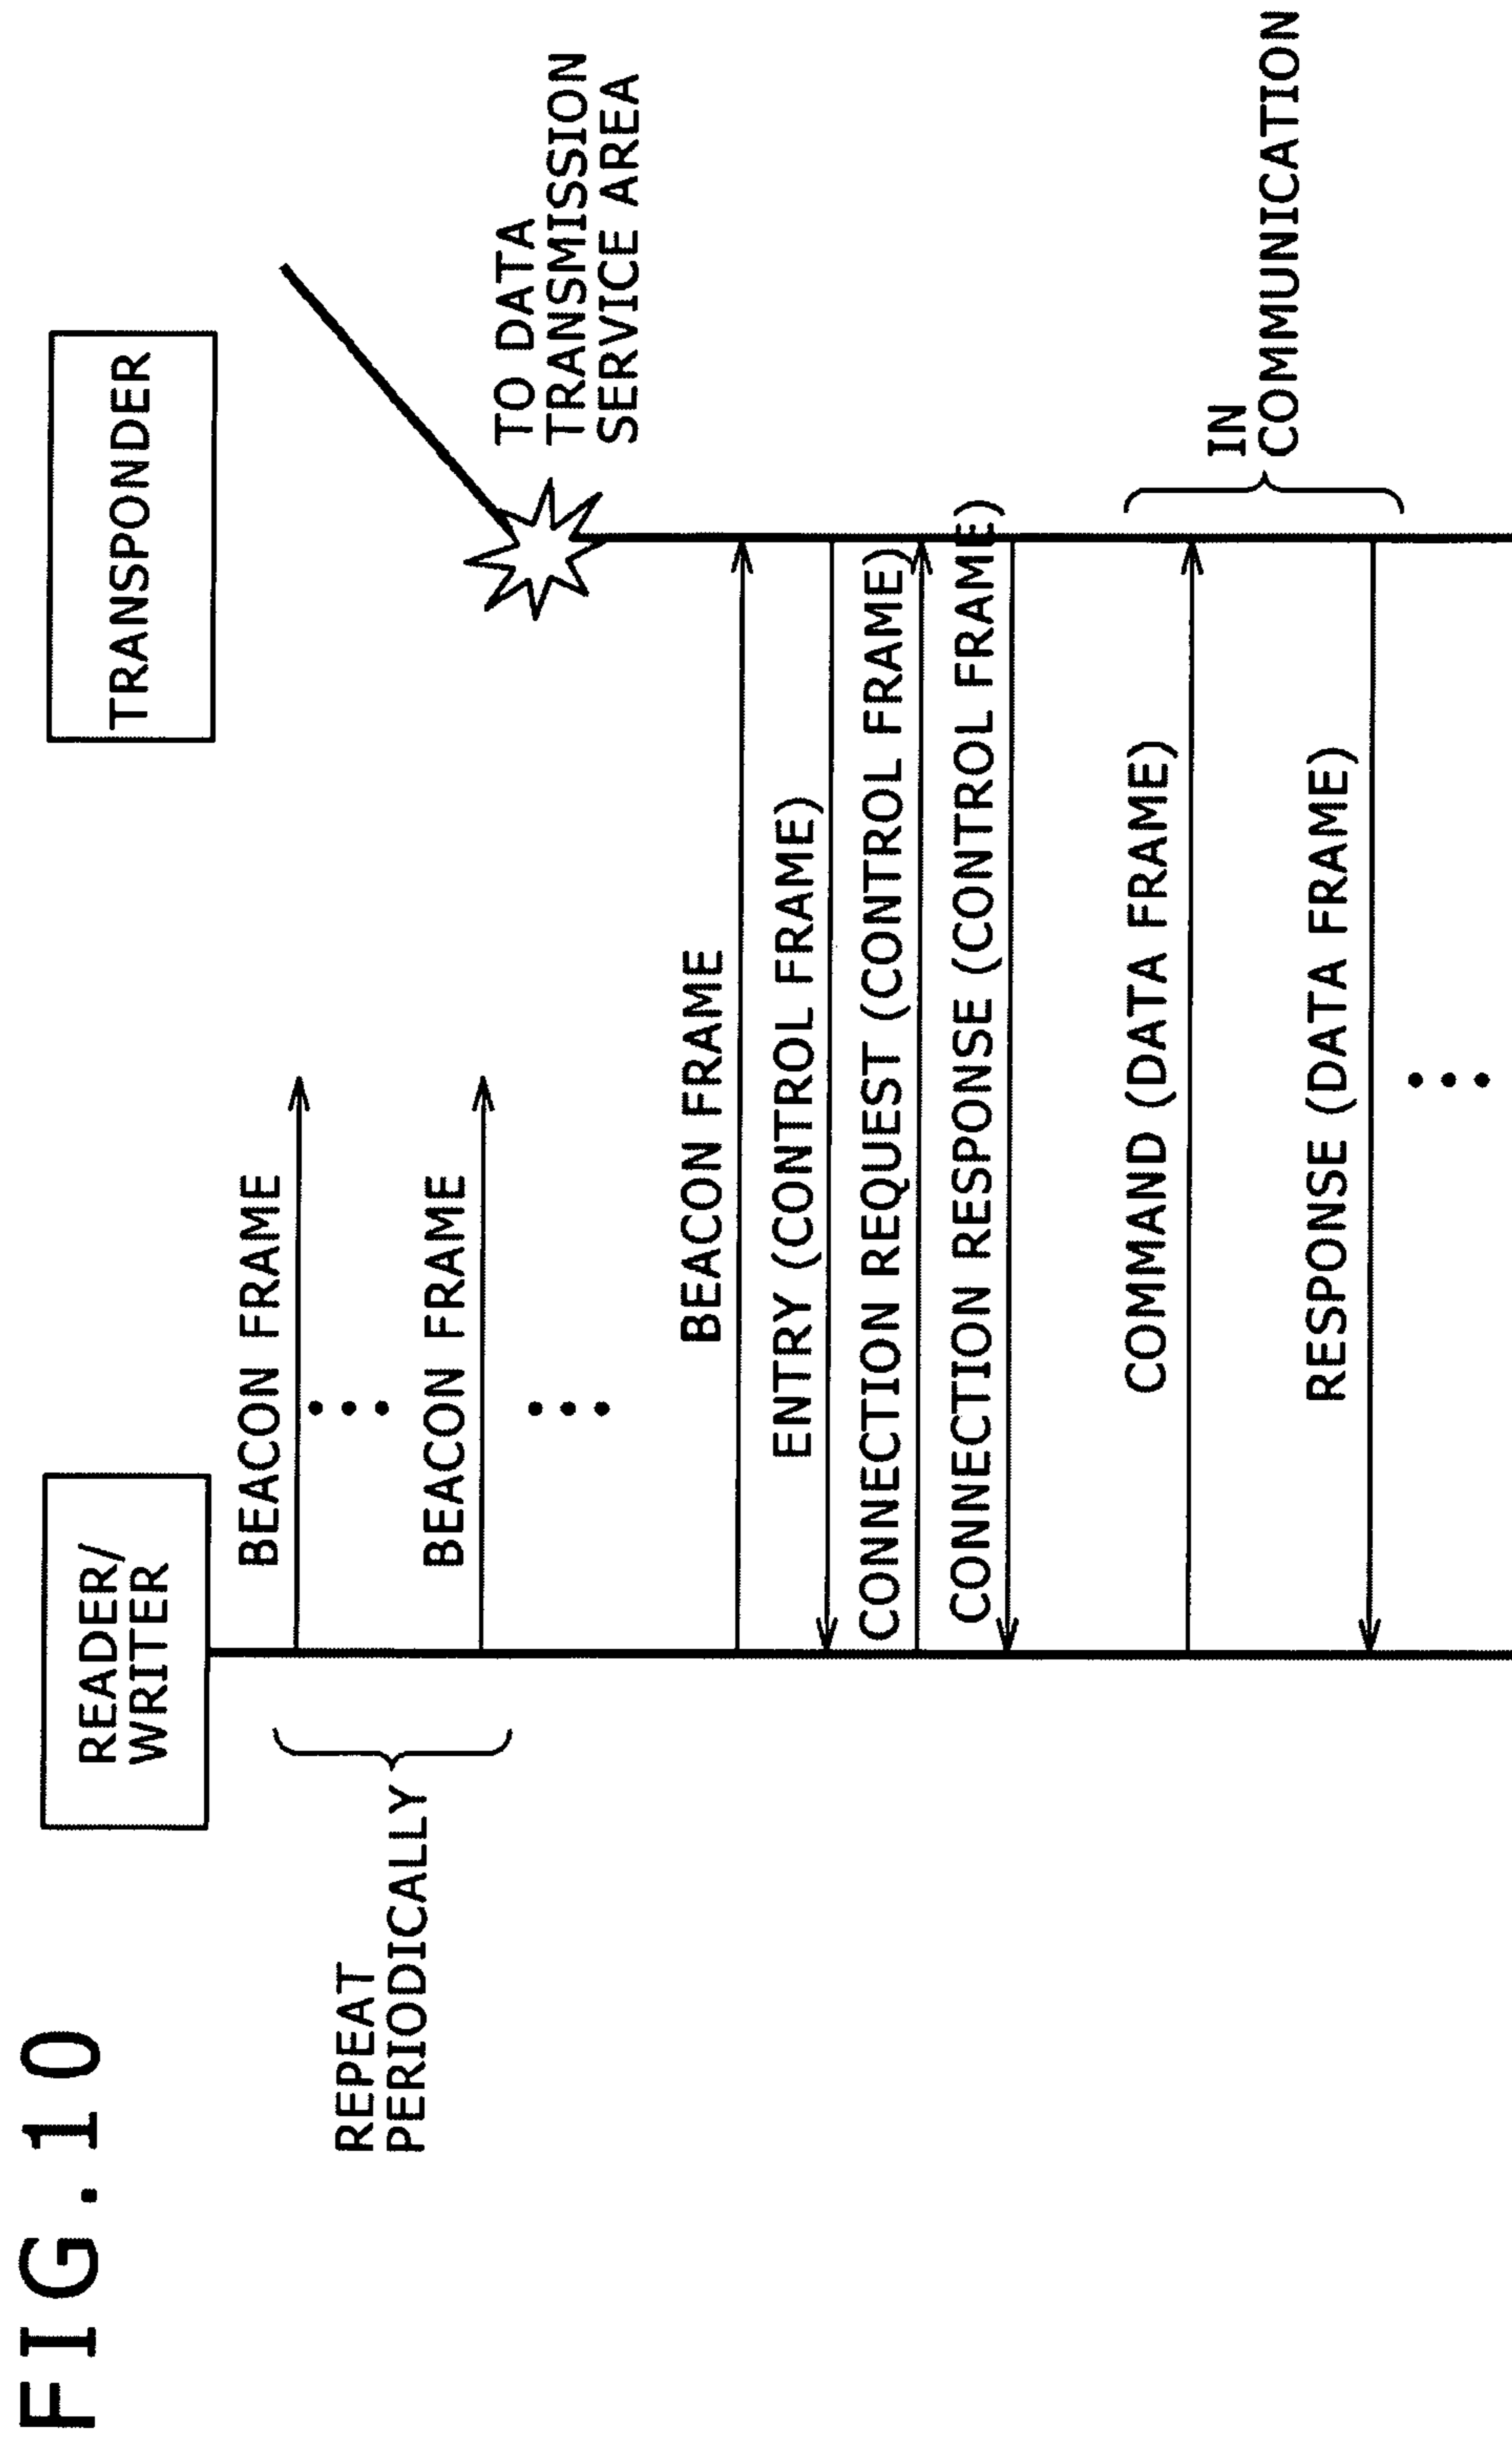 FIG.10
READER/
WRITER
TRANSPONDER
BEACON FRAME
REPEAT
PERIODICALLY
BEACON FRAME
TO DATA
TRANSMISSION
SERVICE AREA
BEACON FRAME
ENTRY (CONTROL FRAME)
CONNECTION REQUEST (CONTROL FRAME)
CONNECTION RESPONSE (CONTROL FRAME)
COMMAND (DATA FRAME)
IN
COMMUNICATION
RESPONSE (DATA FRAME)